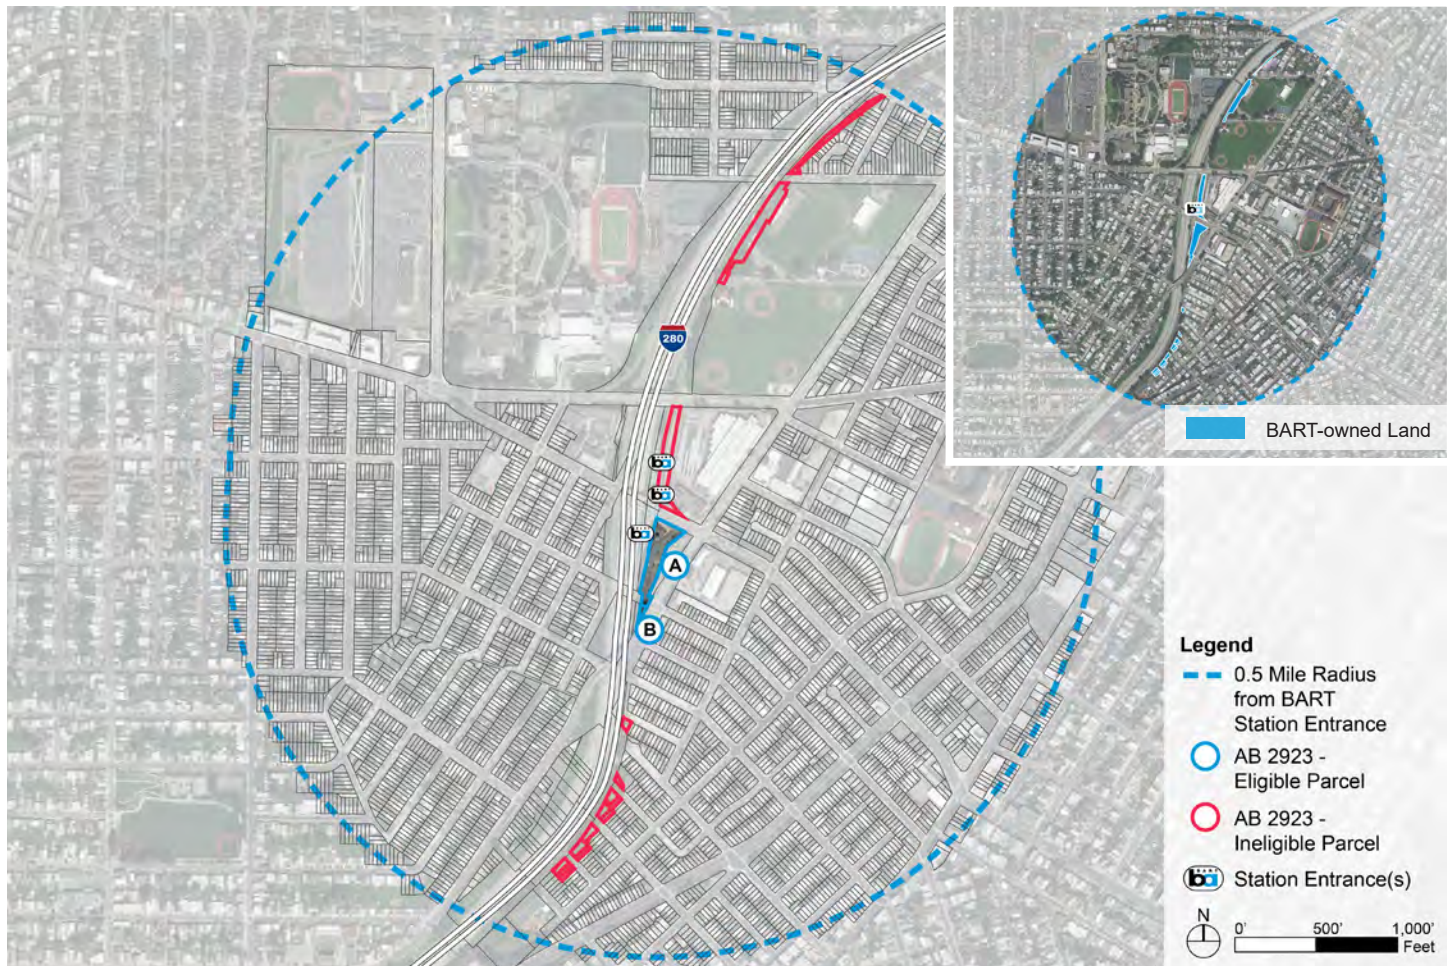 280
A
B
BART-owned Land
Legend
0.5 Mile Radius
from BART
Station Entrance
AB 2923 -
Eligible Parcel
AB 2923 -
Ineligible Parcel
ba Station Entrance(s)
N
0' 500' 1,000'
Feet